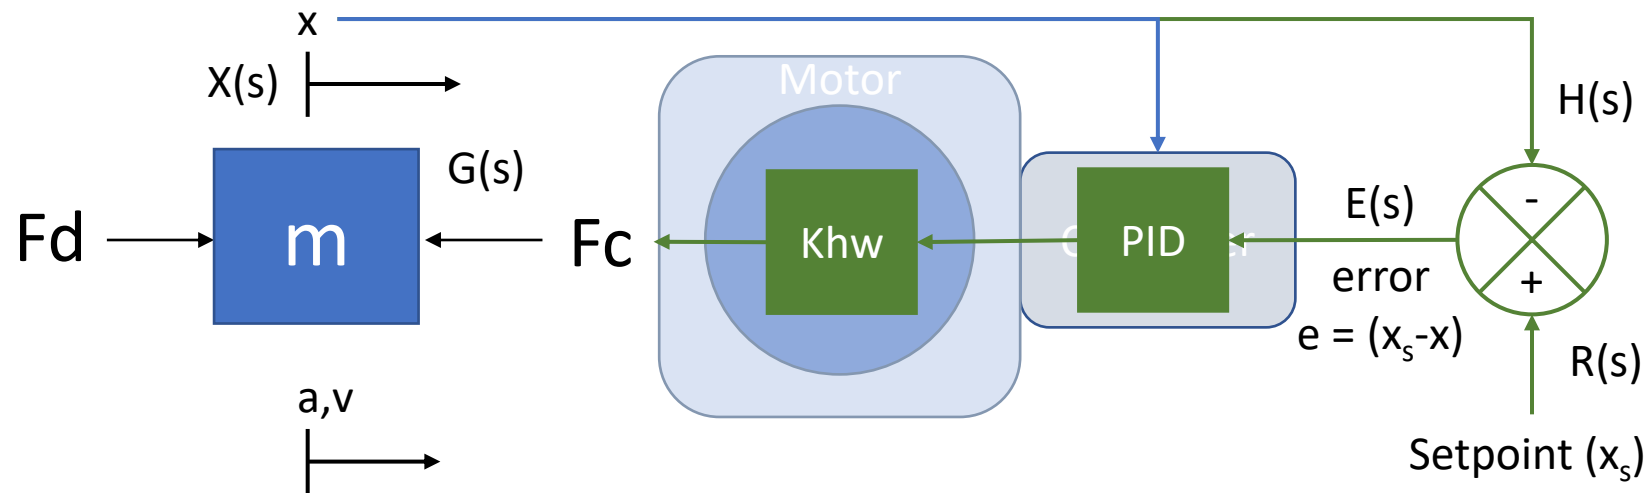 x
X(s)
Motor
H(s)
G(s)
E(s)
-
Fd
m
Fc
Khw
PID
error
+
e = (xₛ-x)
R(s)
a,v
Setpoint (xₛ)